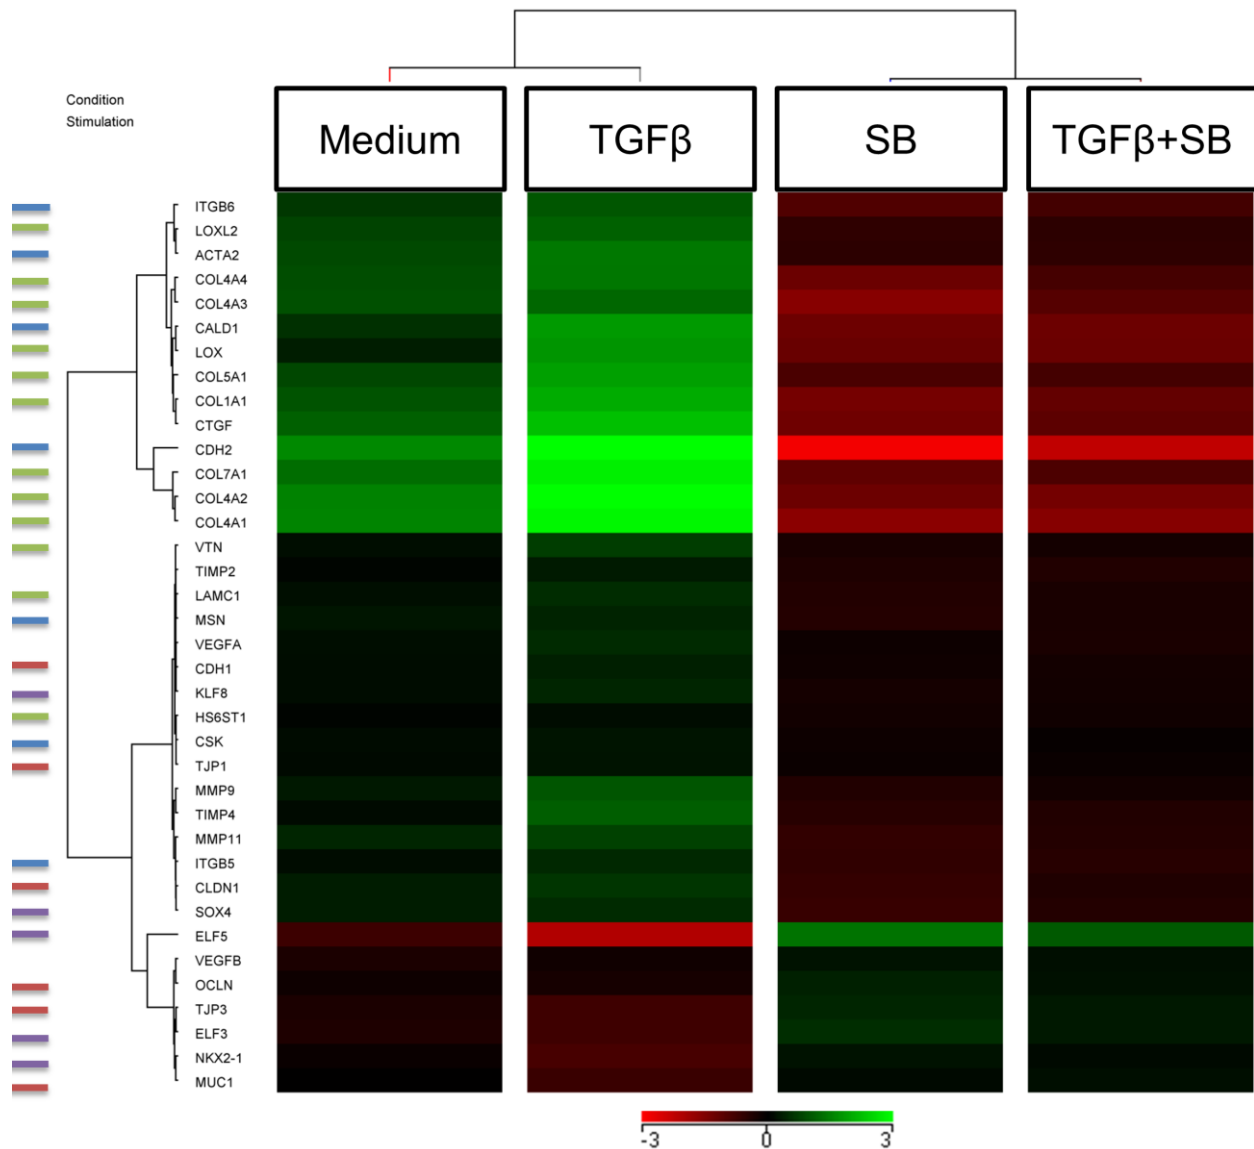 Condition
Stimulation
Medium
TGFβ
SB
TGFβ+SB
ITGB6
LOXL2
ACTA2
COL4A4
COL4A3
CALD1
LOX
COL5A1
COL1A1
CTGF
CDH2
COL7A1
COL4A2
COL4A1
VTN
TIMP2
LAMC1
MSN
VEGFA
CDH1
KLF8
HS6ST1
CSK
TJP1
MMP9
TIMP4
MMP11
ITGB5
CLDN1
SOX4
ELF5
VEGFB
OCLN
TJP3
ELF3
NKX2-1
MUC1
-3 0 3